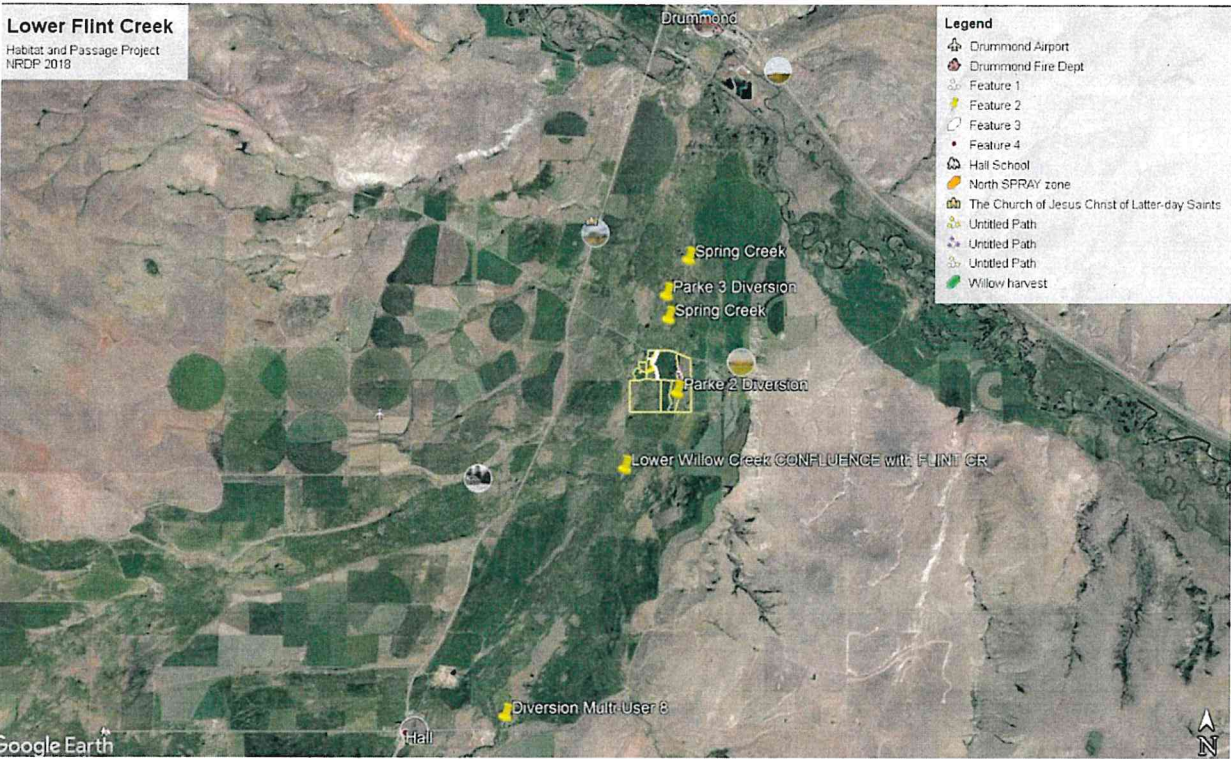 Lower Flint Creek
Habitat and Passage Project
NRDP 2018
Drummond
Legend
Drummond Airport
Drummond Fire Dept
Feature 1
Feature 2
Feature 3
Feature 4
Hall School
North SPRAY zone
The Church of Jesus Christ of Latter-day Saints
Untitled Path
Untitled Path
Untitled Path
Willow harvest
Spring Creek
Parke 3 Diversion
Spring Creek
Parke 2 Diversion
Lower Willow Creek CONFLUENCE with FLINT CR
Diversion Multi-User 8
Hall
Google Earth
N